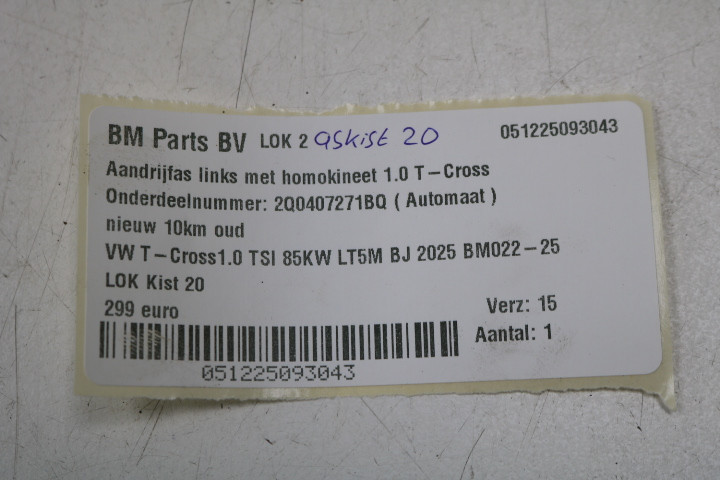 BM Parts BV LOK 2 askist 20 051225093043
Aandrijfas links met homokineet 1.0 T-Cross
Onderdeelnummer: 2Q0407271BQ ( Automaat )
nieuw 10km oud
VW T-Cross1.0 TSI 85KW LT5M BJ 2025 BM022-25
LOK Kist 20
299 euro Verz: 15
Aantal: 1
051225093043